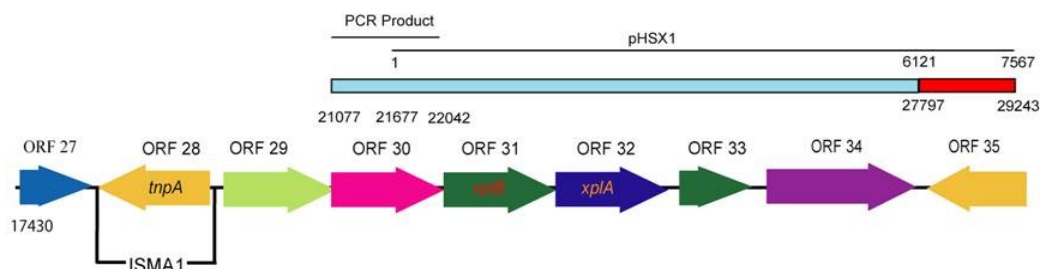 PCR Product
pHSX1
1 6121 7567
21077 21677 22042 27797 29243
ORF 27 ORF 28 ORF 29 ORF 30 ORF 31 ORF 32 ORF 33 ORF 34 ORF 35
tnpA xplB xplA
17430
ISMA1